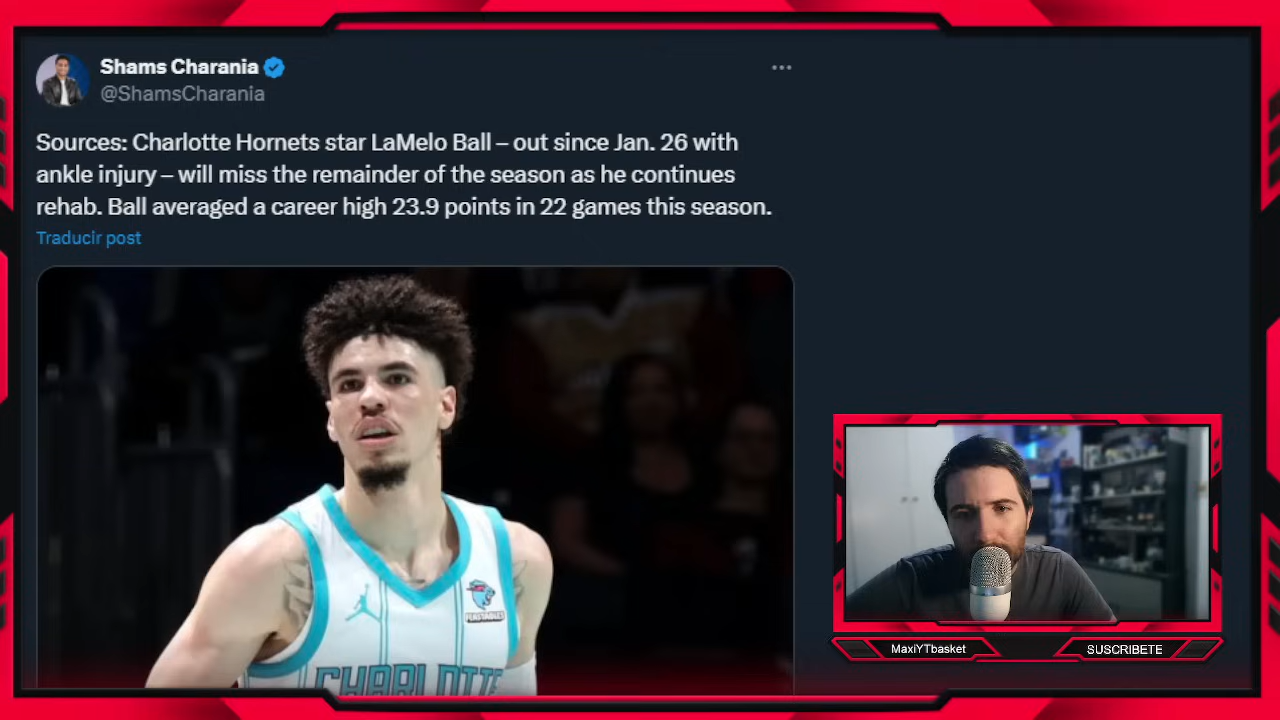 Shams Charania
@ShamsCharania
Sources: Charlotte Hornets star LaMelo Ball – out since Jan. 26 with
ankle injury – will miss the remainder of the season as he continues
rehab. Ball averaged a career high 23.9 points in 22 games this season.
Traducir post
FEASTABLES
CHARLOTTE
MaxiYTbasket
SUSCRIBETE